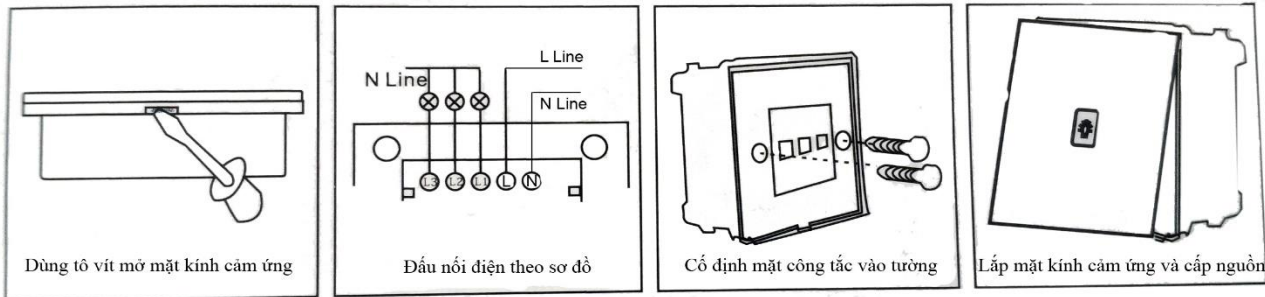 Dùng tô vít mở mặt kính cảm ứng
L Line
N Line
N Line
L3 L2 L1 L N
Đấu nối điện theo sơ đồ
Cố định mặt công tắc vào tường
Lắp mặt kính cảm ứng và cấp nguồn